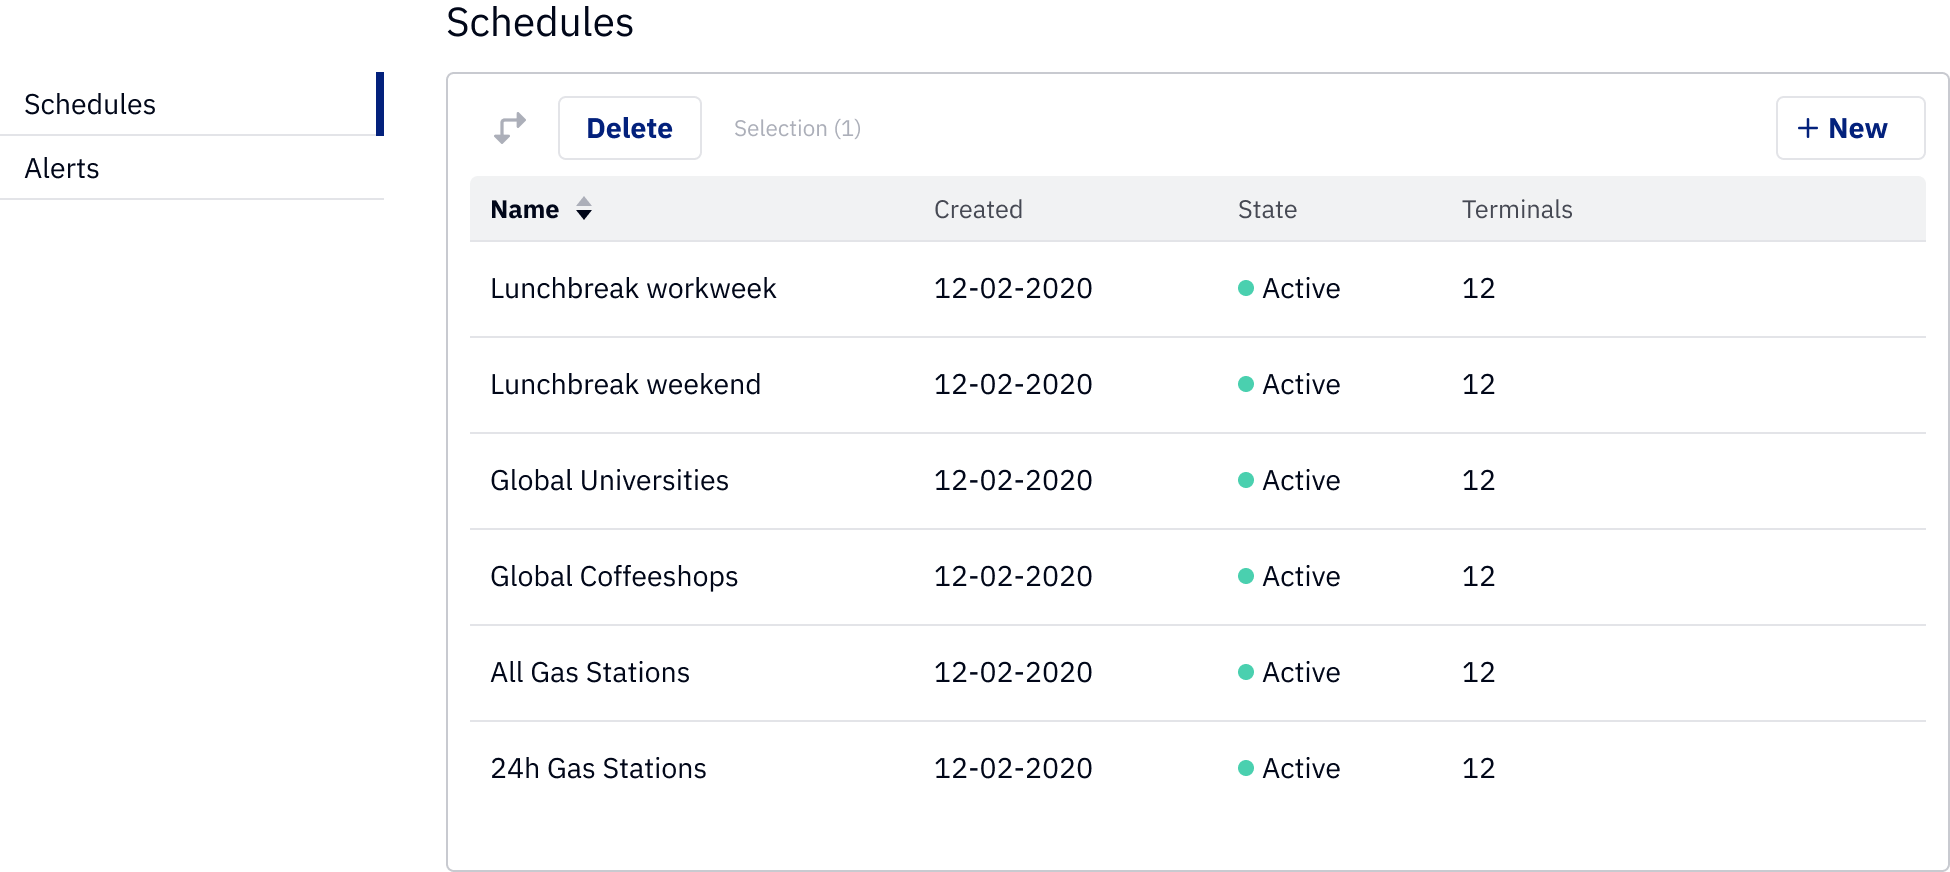 Schedules
Schedules
Alerts
Delete Selection (1) + New
Name Created State Terminals
Lunchbreak workweek 12-02-2020 Active 12
Lunchbreak weekend 12-02-2020 Active 12
Global Universities 12-02-2020 Active 12
Global Coffeeshops 12-02-2020 Active 12
All Gas Stations 12-02-2020 Active 12
24h Gas Stations 12-02-2020 Active 12